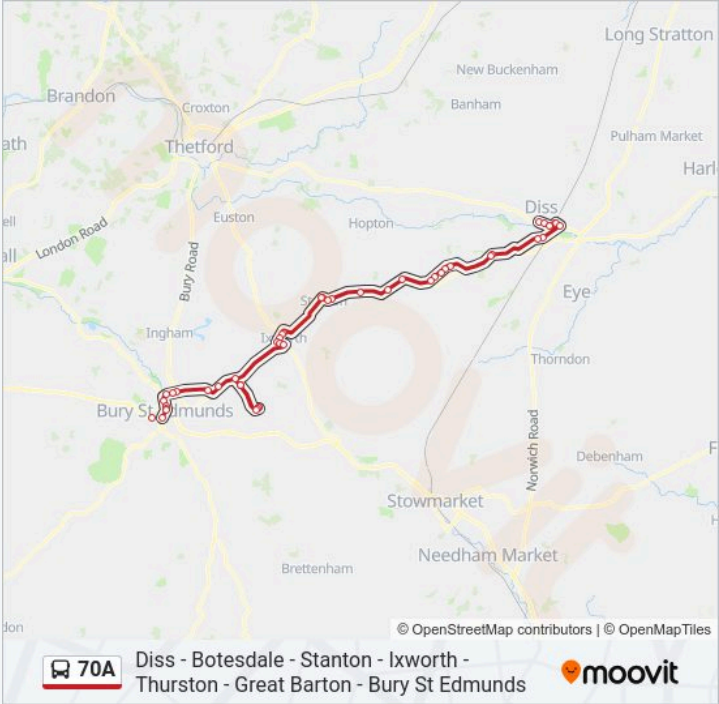 Long Stratton
New Buckenham
Brandon
Banham
Croxton
Pulham Market
ath
Thetford
Harl
Diss
ell
Euston
Hopton
London Road
all
Bury Road
Eye
Ingham
Thorndon
Bury St Edmunds
Norwich Road
Debenham
F
Stowmarket
Needham Market
Brettenham
don
© OpenStreetMap contributors | © OpenMapTiles
70A
Diss - Botesdale - Stanton - Ixworth -
Thurston - Great Barton - Bury St Edmunds
moovit